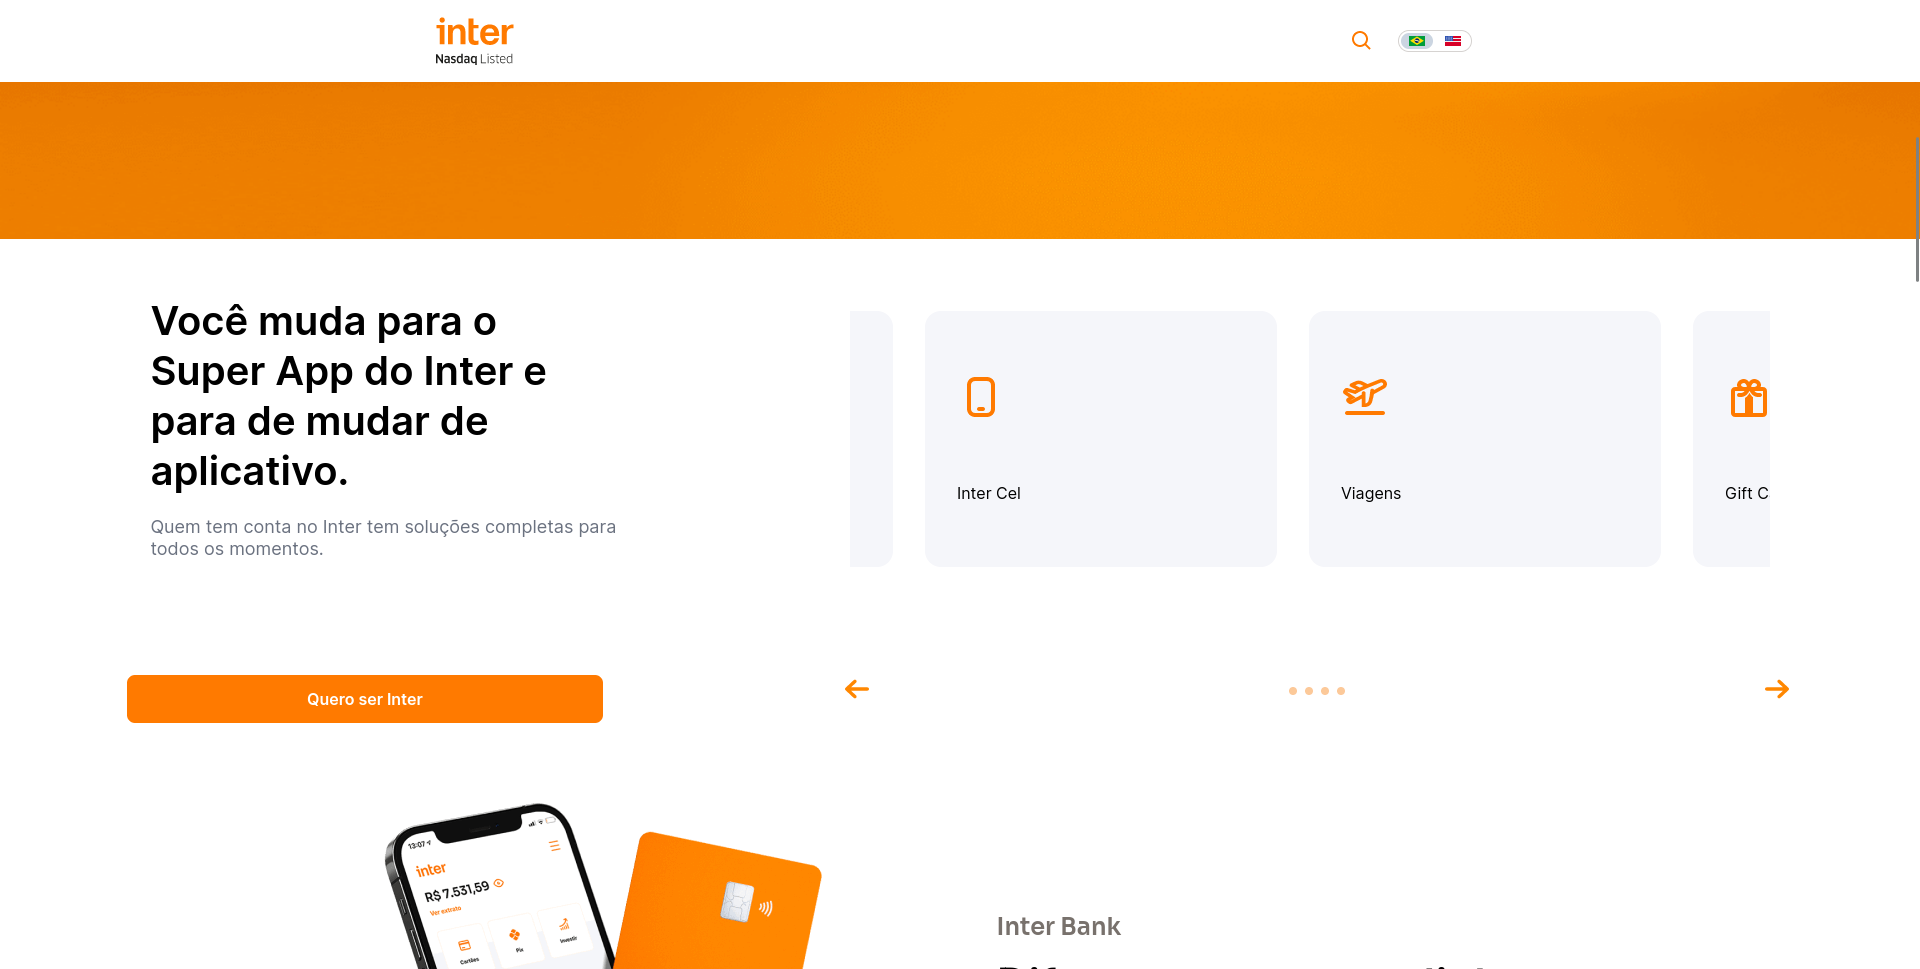 inter
Nasdaq Listed
Você muda para o
Super App do Inter e
para de mudar de
aplicativo.
Quem tem conta no Inter tem soluções completas para
todos os momentos.
Inter Cel
Viagens
Gift C
Quero ser Inter
13:07
inter
R$ 7.531,59
Ver extrato
Cartões
Pix
Investir
Inter Bank